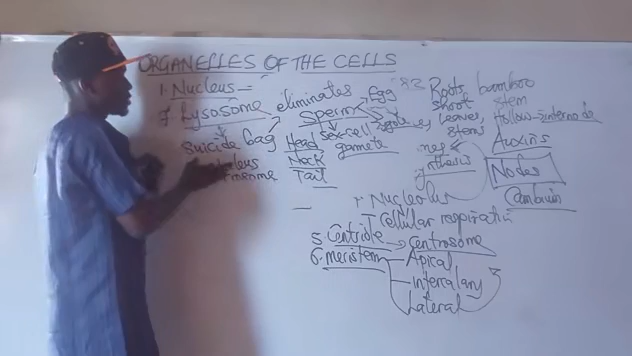 ORGANELLES OF THE CELLS
1. Nucleus
7. Lysosome eliminates
suicide bag
Sperm Egg
Head sex-cell
Neck gamete
Tail
Roots
shoot
Leaves,
stems
bamboo
stem
Hollow
Auxins
Nodes
Nucleolus
Cellular
5. Centriole Centrosome
6. meristem Apical
intercalary
Lateral